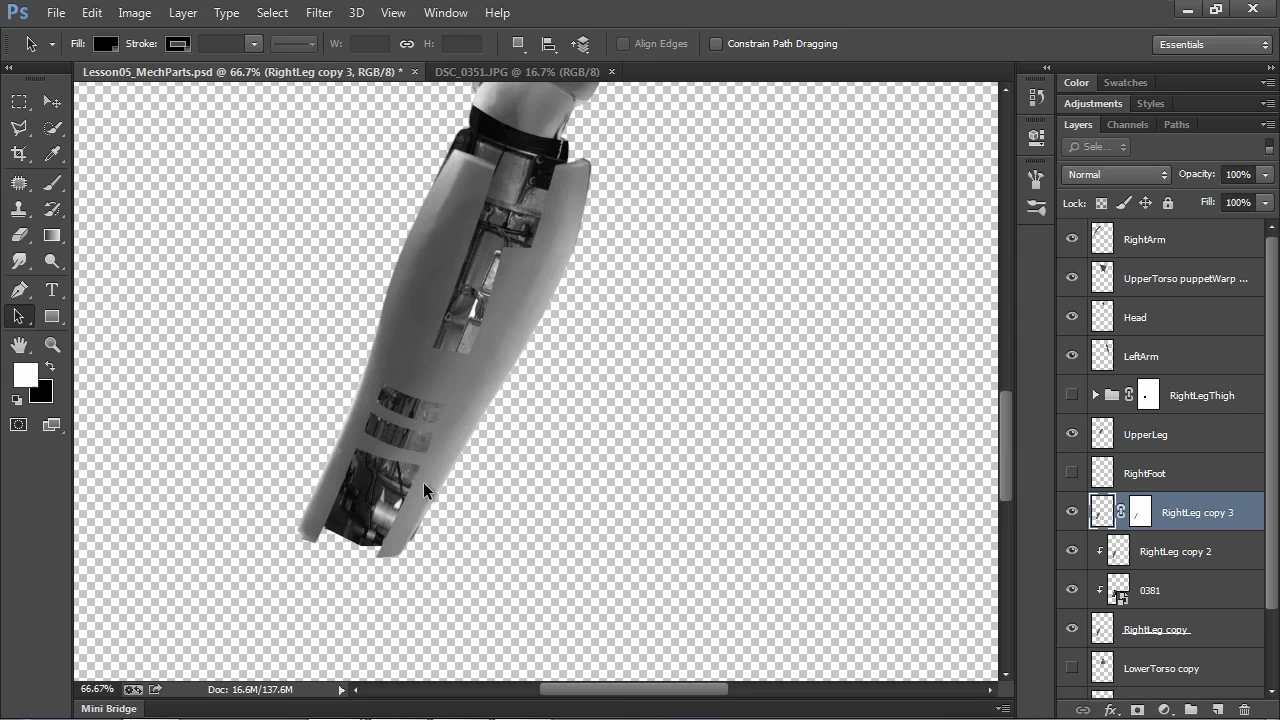 Ps File Edit Image Layer Type Select Filter 3D View Window Help
Fill: Stroke: W: H: Align Edges Constrain Path Dragging Essentials
Lesson05_MechParts.psd @ 66.7% (RightLeg copy 3, RGB/8) * × DSC_0351.JPG @ 16.7% (RGB/8) ×
Color Swatches
Adjustments Styles
Layers Channels Paths
Sele...
Normal Opacity: 100%
Lock: Fill: 100%
RightArm
UpperTorso puppetWarp ...
Head
LeftArm
RightLegThigh
UpperLeg
RightFoot
RightLeg copy 3
RightLeg copy 2
0381
RightLeg copy
LowerTorso copy
66.67% Doc: 16.6M/137.6M
Mini Bridge